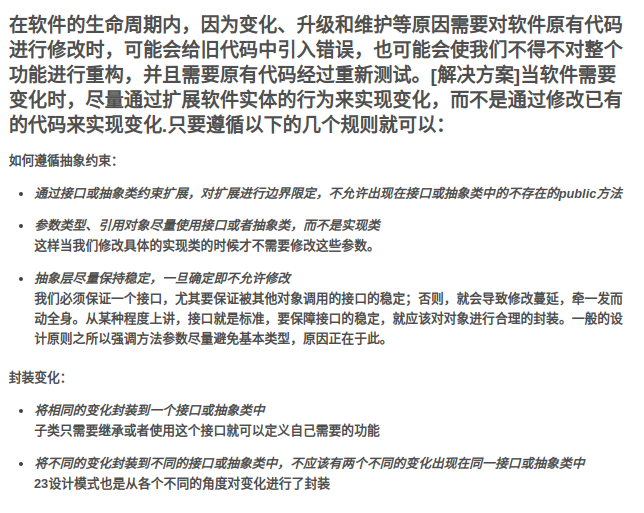 在软件的生命周期内，因为变化、升级和维护等原因需要对软件原有代码
进行修改时，可能会给旧代码中引入错误，也可能会使我们不得不对整个
功能进行重构，并且需要原有代码经过重新测试。[解决方案]当软件需要
变化时，尽量通过扩展软件实体的行为来实现变化，而不是通过修改已有
的代码来实现变化.只要遵循以下的几个规则就可以：
如何遵循抽象约束：
• 通过接口或抽象类约束扩展，对扩展进行边界限定，不允许出现在接口或抽象类中的不存在的public方法
• 参数类型、引用对象尽量使用接口或者抽象类，而不是实现类
这样当我们修改具体的实现类的时候才不需要修改这些参数。
• 抽象层尽量保持稳定，一旦确定即不允许修改
我们必须保证一个接口，尤其要保证被其他对象调用的接口的稳定；否则，就会导致修改蔓延，牵一发而
动全身。从某种程度上讲，接口就是标准，要保障接口的稳定，就应该对对象进行合理的封装。一般的设
计原则之所以强调方法参数尽量避免基本类型，原因正在于此。
封装变化：
• 将相同的变化封装到一个接口或抽象类中
子类只需要继承或者使用这个接口就可以定义自己需要的功能
• 将不同的变化封装到不同的接口或抽象类中，不应该有两个不同的变化出现在同一接口或抽象类中
23设计模式也是从各个不同的角度对变化进行了封装